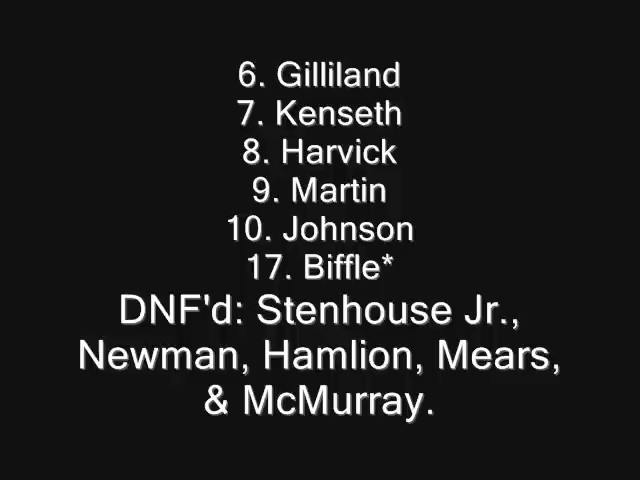 6. Gilliland
7. Kenseth
8. Harvick
9. Martin
10. Johnson
17. Biffle*
DNF'd: Stenhouse Jr.,
Newman, Hamlion, Mears,
& McMurray.